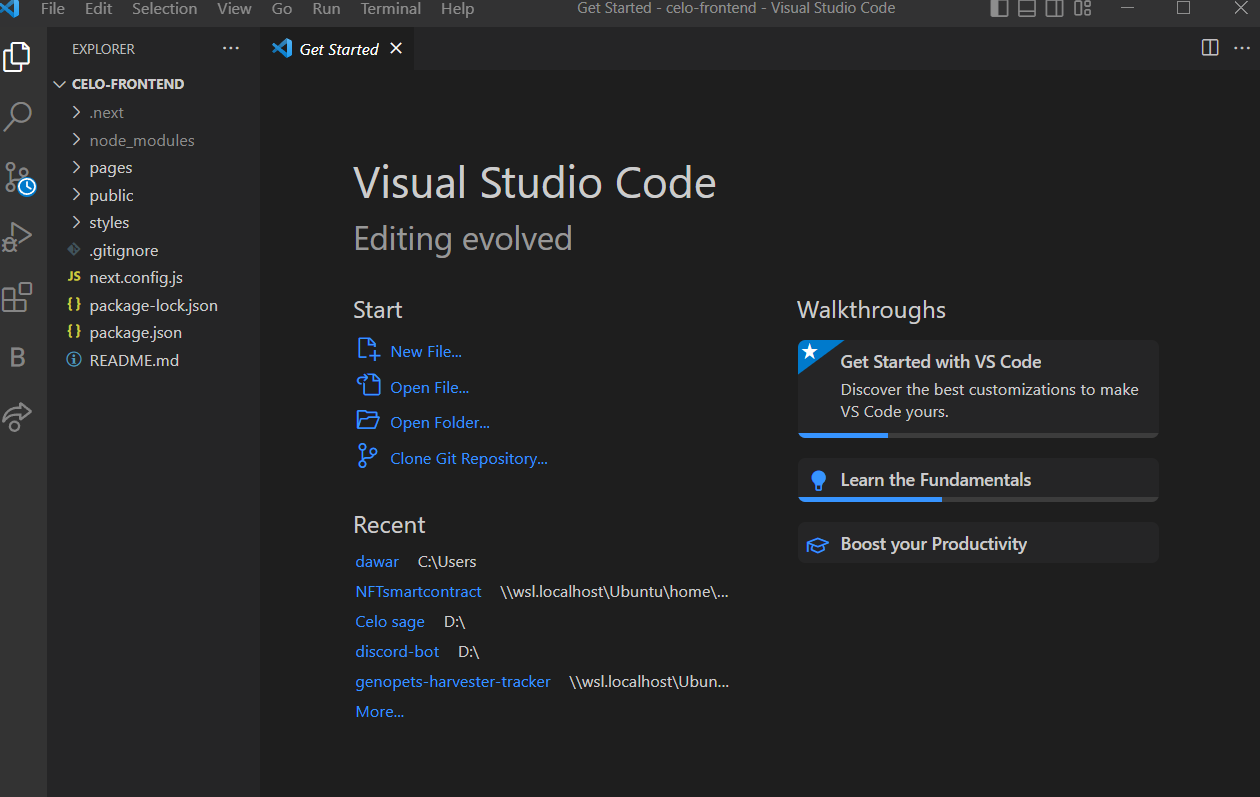 File Edit Selection View Go Run Terminal Help Get Started - celo-frontend - Visual Studio Code
EXPLORER
Get Started
CELO-FRONTEND
.next
node_modules
pages
public
styles
.gitignore
JS next.config.js
{} package-lock.json
{} package.json
README.md
B
Visual Studio Code
Editing evolved
Start
New File...
Open File...
Open Folder...
Clone Git Repository...
Recent
dawar C:\Users
NFTsmartcontract \\wsl.localhost\Ubuntu\home\...
Celo sage D:\
discord-bot D:\
genopets-harvester-tracker \\wsl.localhost\Ubun...
More...
Walkthroughs
Get Started with VS Code
Discover the best customizations to make
VS Code yours.
Learn the Fundamentals
Boost your Productivity